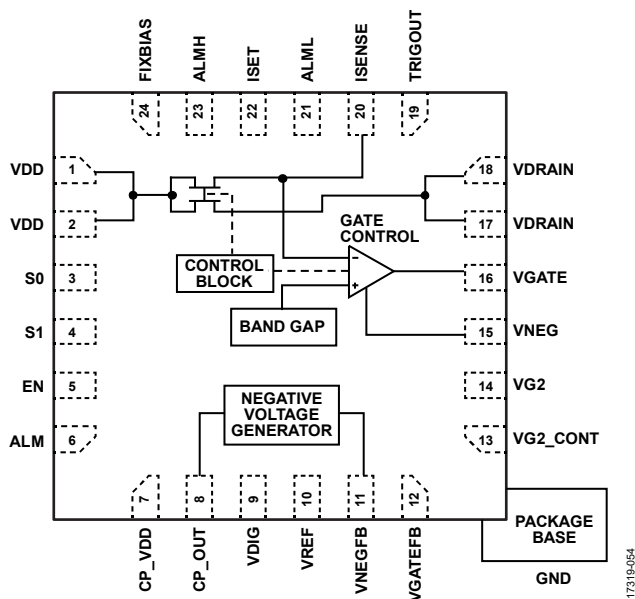 FIXBIAS
ALMH
ISET
ALML
ISENSE
TRIGOUT
24
23
22
21
20
19
VDD
1
18
VDRAIN
VDD
2
17
VDRAIN
GATE
CONTROL
S0
3
CONTROL
BLOCK
–
+
16
VGATE
S1
4
BAND GAP
15
VNEG
EN
5
14
VG2
NEGATIVE
VOLTAGE
GENERATOR
ALM
6
13
VG2_CONT
7
8
9
10
11
12
CP_VDD
CP_OUT
VDIG
VREF
VNEGFB
VGATEFB
PACKAGE
BASE
GND
17319-054